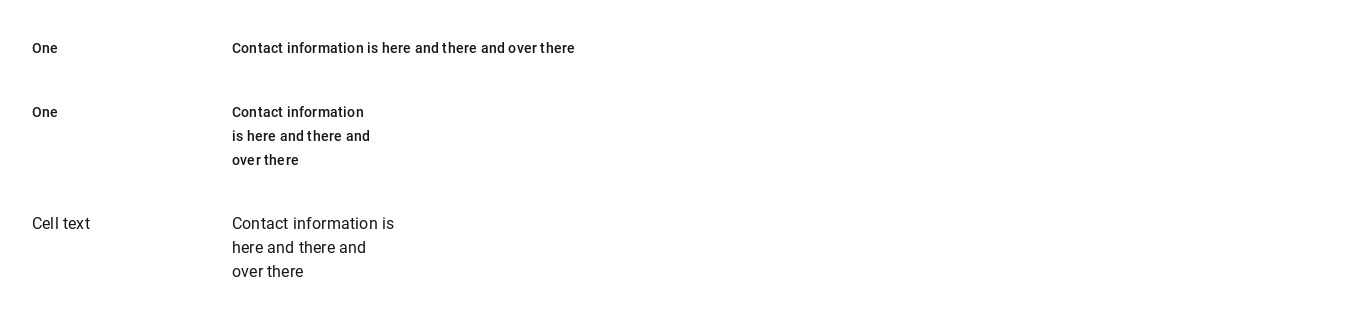 One Contact information is here and there and over there
One Contact information
is here and there and
over there
Cell text Contact information is
here and there and
over there